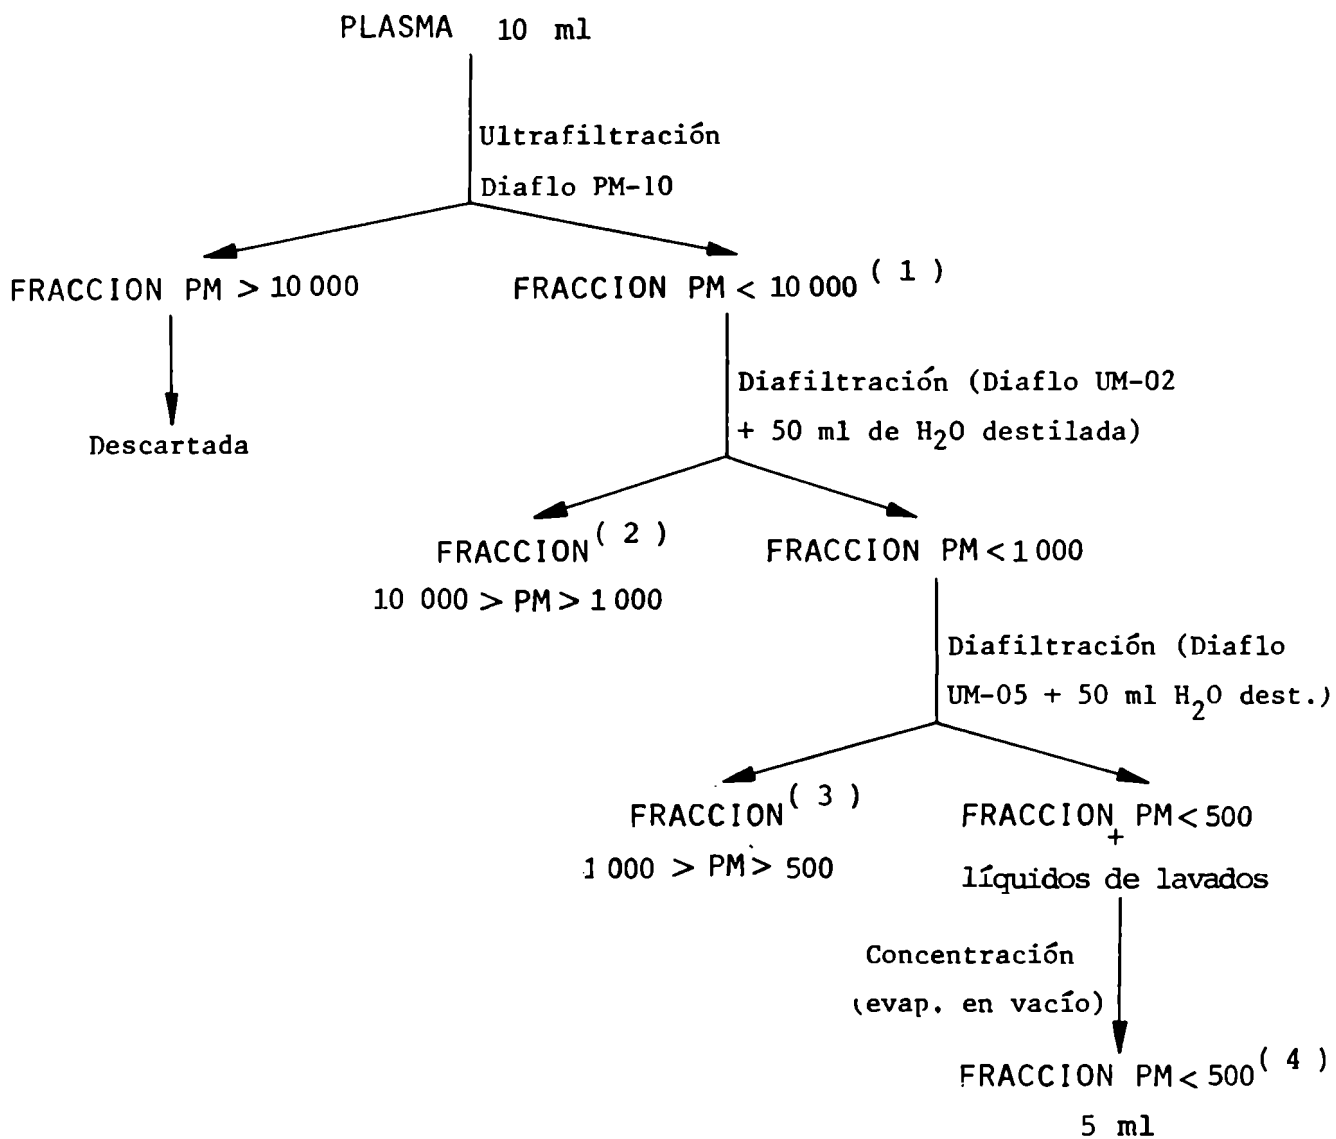 PLASMA 10 ml
Ultrafiltración
Diaflo PM-10
FRACCION PM > 10 000
FRACCION PM < 10 000 ( 1 )
Descartada
Diafiltración (Diaflo UM-02
+ 50 ml de H2O destilada)
FRACCION ( 2 )
10 000 > PM > 1 000
FRACCION PM < 1 000
Diafiltración (Diaflo
UM-05 + 50 ml H2O dest.)
FRACCION ( 3 )
1 000 > PM > 500
FRACCION PM < 500
+
líquidos de lavados
Concentración
(evap. en vacío)
FRACCION PM < 500 ( 4 )
5 ml